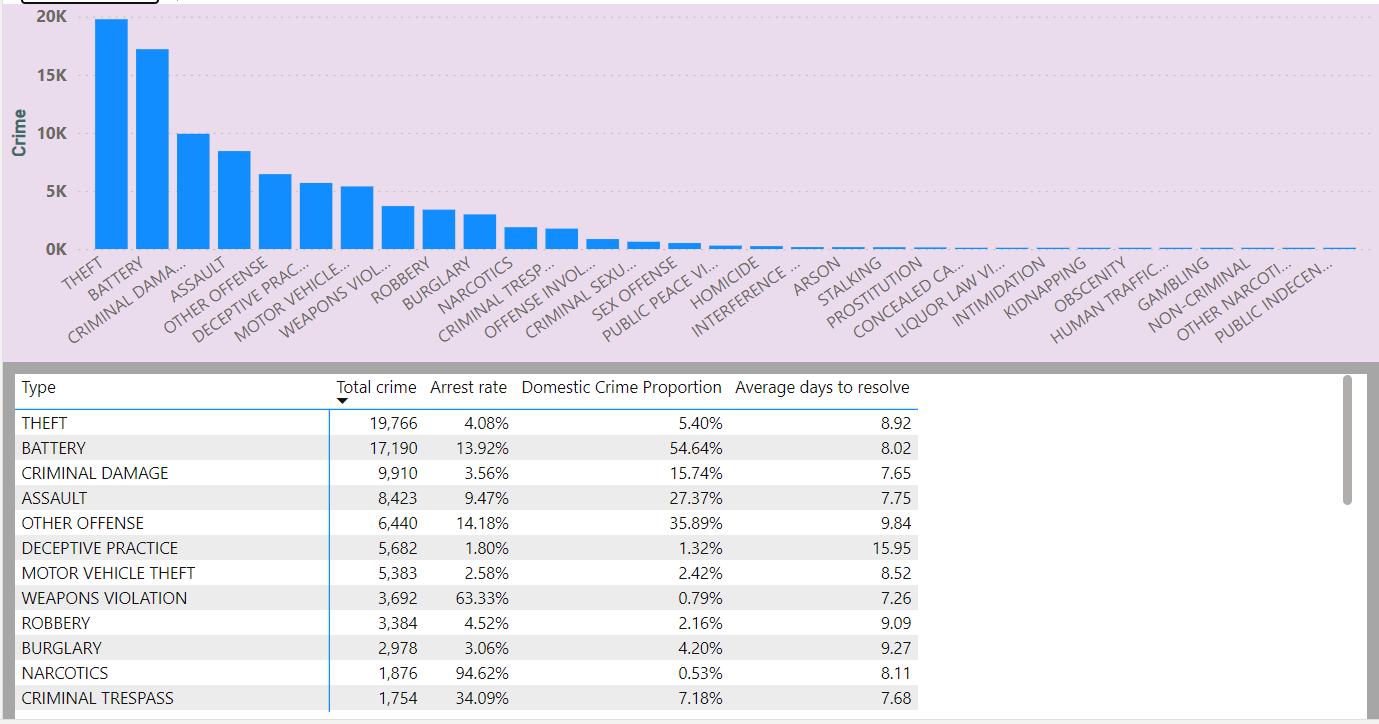 20K
15K
10K
5K
0K
Crime
THEFT
BATTERY
CRIMINAL DAMA...
ASSAULT
OTHER OFFENSE
DECEPTIVE PRAC...
MOTOR VEHICLE...
WEAPONS VIOL...
ROBBERY
BURGLARY
NARCOTICS
CRIMINAL TRESP...
OFFENSE INVOL...
CRIMINAL SEXU...
SEX OFFENSE
PUBLIC PEACE VI...
HOMICIDE
INTERFERENCE ...
ARSON
STALKING
PROSTITUTION
CONCEALED CA...
LIQUOR LAW VI...
INTIMIDATION
KIDNAPPING
OBSCENITY
HUMAN TRAFFIC...
GAMBLING
NON-CRIMINAL
OTHER NARCOTI...
PUBLIC INDECEN...
Type Total crime Arrest rate Domestic Crime Proportion Average days to resolve
THEFT 19,766 4.08% 5.40% 8.92
BATTERY 17,190 13.92% 54.64% 8.02
CRIMINAL DAMAGE 9,910 3.56% 15.74% 7.65
ASSAULT 8,423 9.47% 27.37% 7.75
OTHER OFFENSE 6,440 14.18% 35.89% 9.84
DECEPTIVE PRACTICE 5,682 1.80% 1.32% 15.95
MOTOR VEHICLE THEFT 5,383 2.58% 2.42% 8.52
WEAPONS VIOLATION 3,692 63.33% 0.79% 7.26
ROBBERY 3,384 4.52% 2.16% 9.09
BURGLARY 2,978 3.06% 4.20% 9.27
NARCOTICS 1,876 94.62% 0.53% 8.11
CRIMINAL TRESPASS 1,754 34.09% 7.18% 7.68